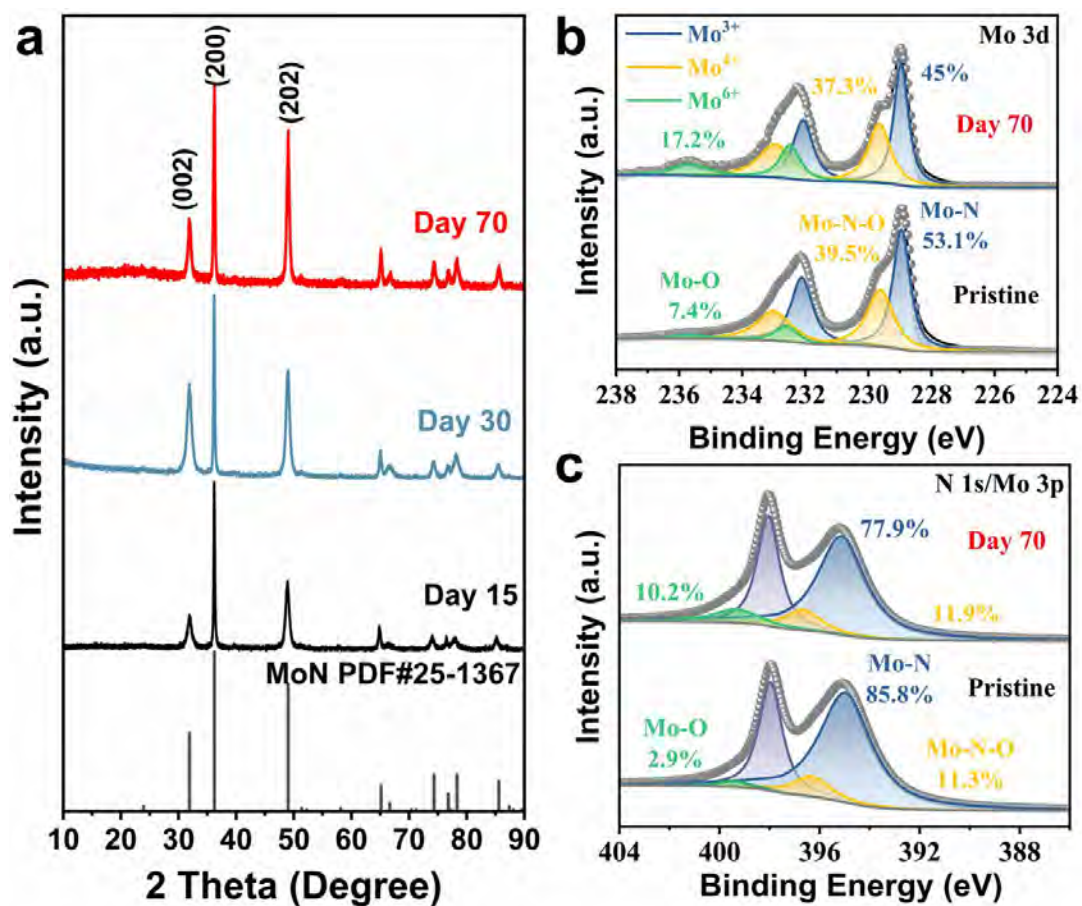 a
Intensity (a.u.)
(002)
(200)
(202)
Day 70
Day 30
Day 15
MoN PDF#25-1367
10 20 30 40 50 60 70 80 90
2 Theta (Degree)
b
Intensity (a.u.)
Mo³⁺
Mo⁴⁺
Mo⁶⁺
Mo 3d
37.3%
45%
17.2%
Day 70
238 236 234 232 230 228 226 224
Mo-N-O
39.5%
Mo-N
53.1%
Mo-O
7.4%
Pristine
Binding Energy (eV)
c
Intensity (a.u.)
N 1s/Mo 3p
77.9%
Day 70
10.2%
11.9%
Mo-N
85.8%
Pristine
Mo-O
2.9%
Mo-N-O
11.3%
404 400 396 392 388
Binding Energy (eV)